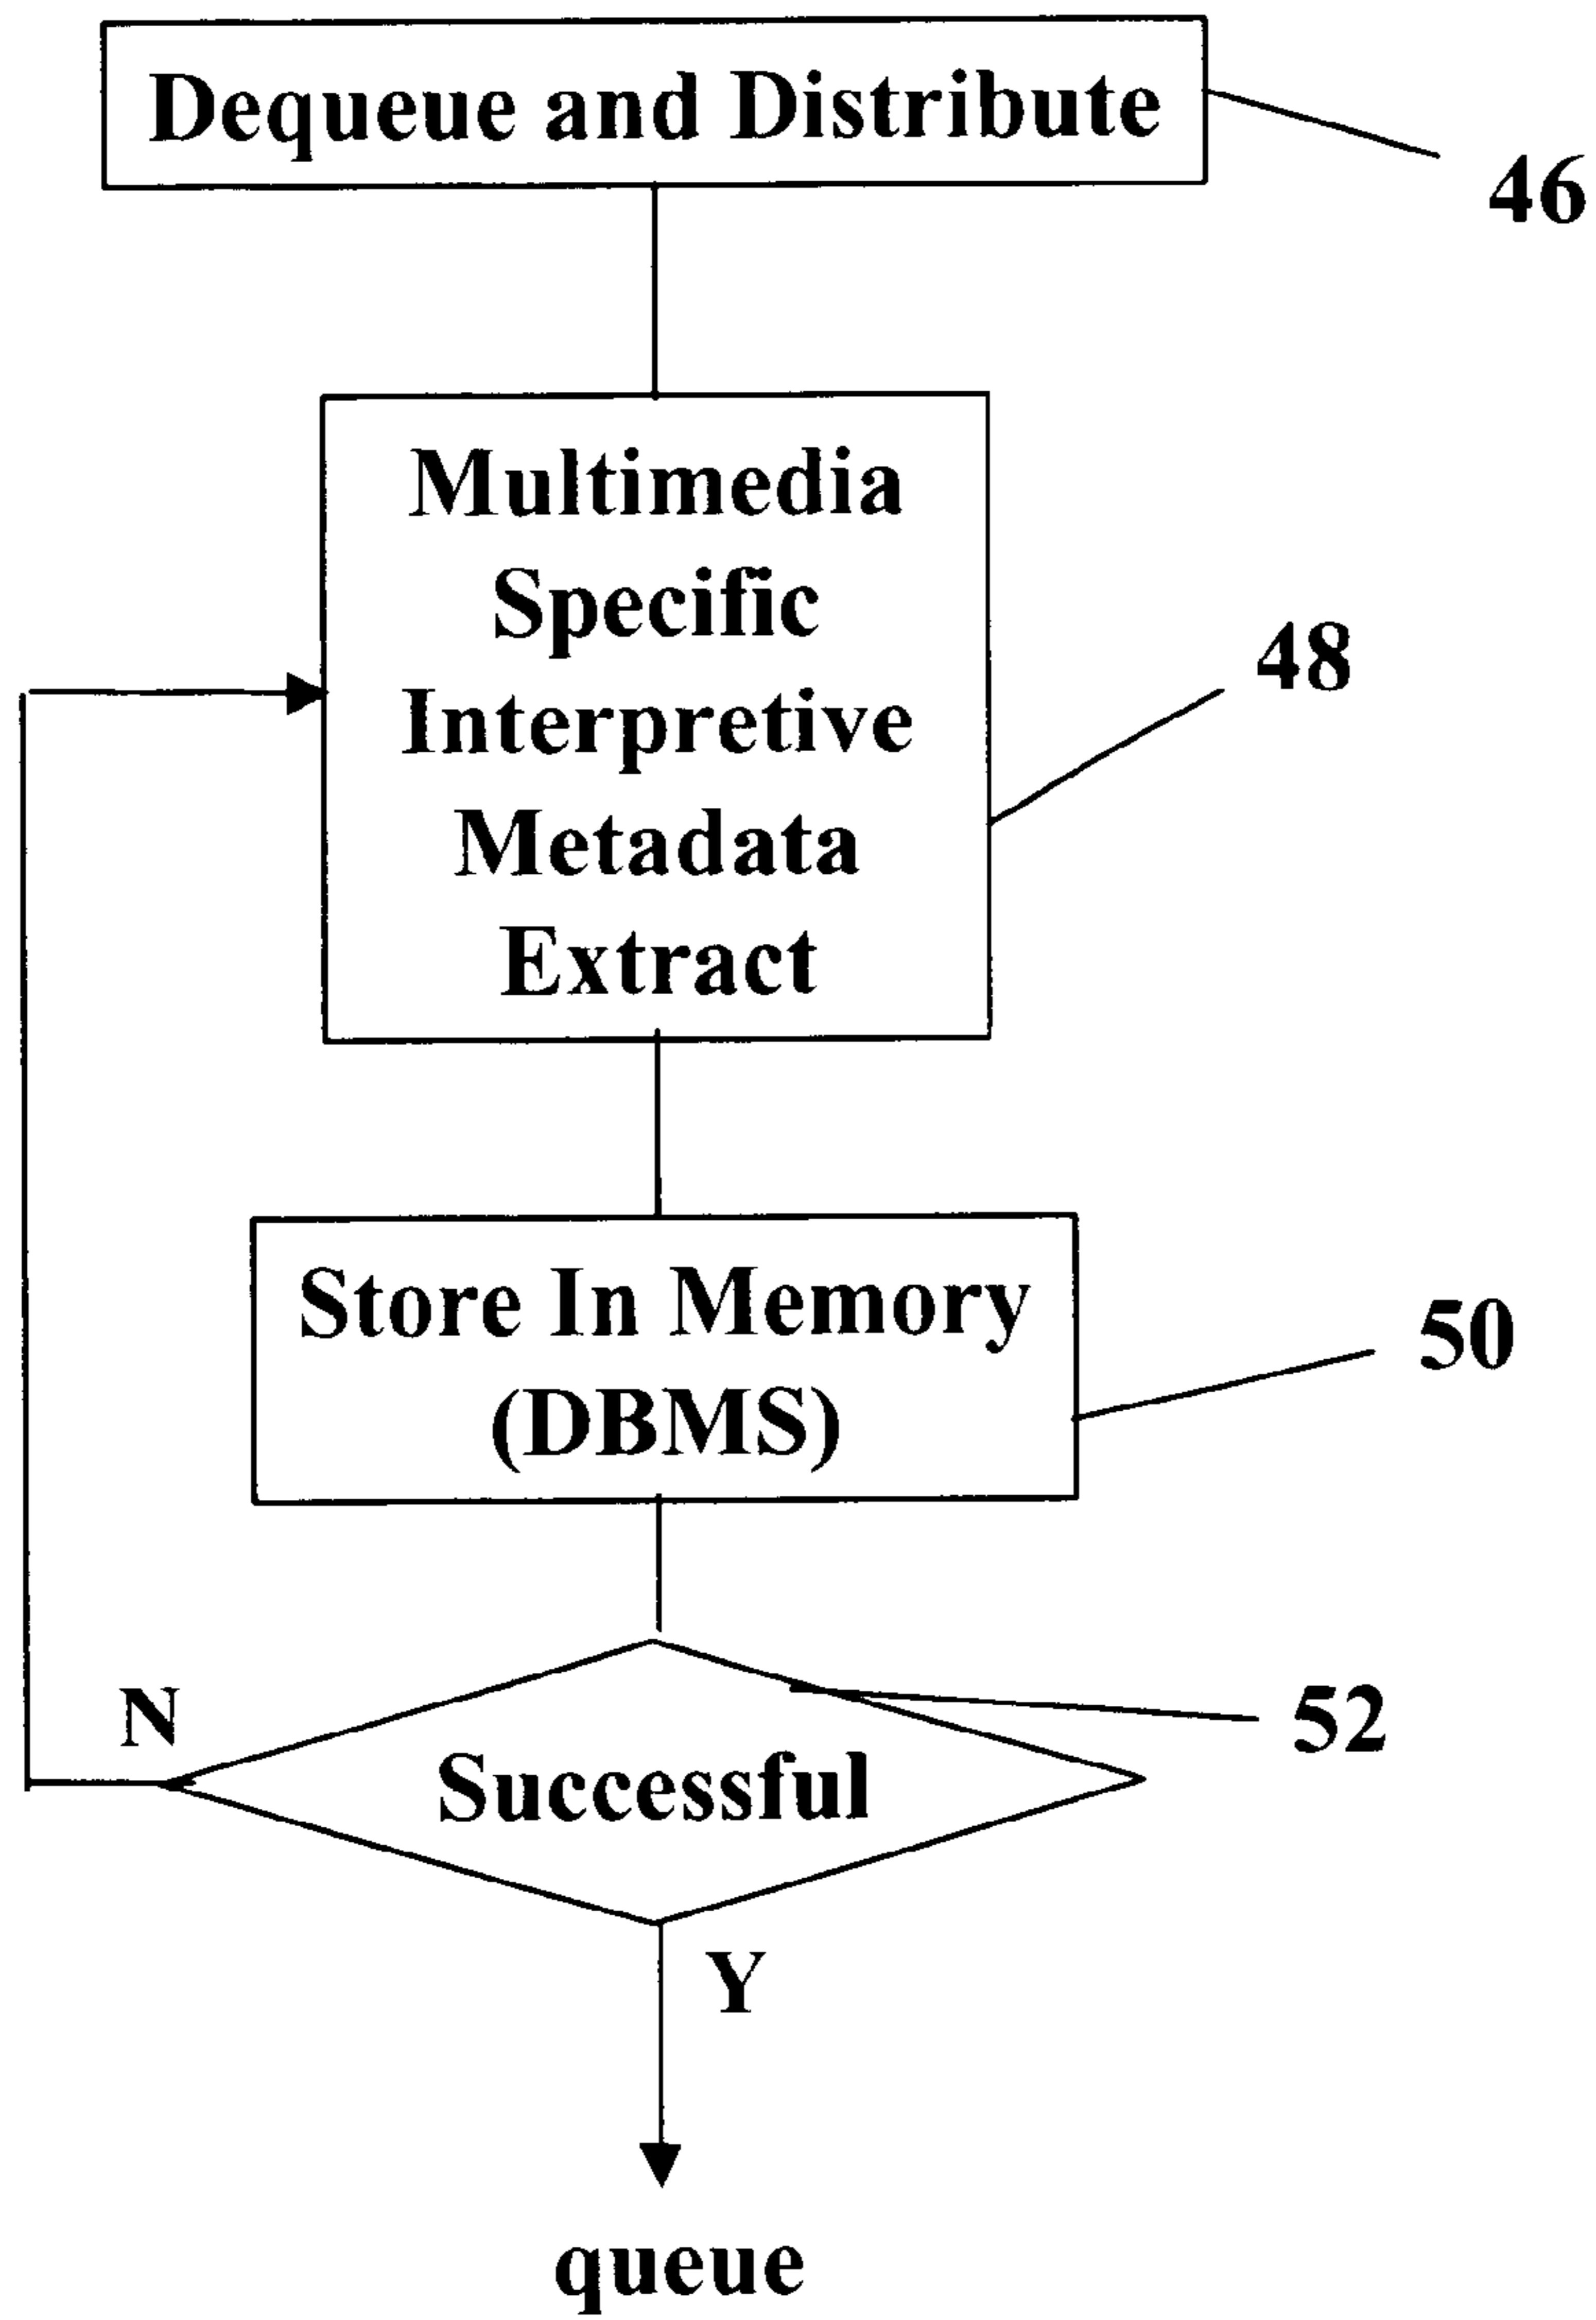 Dequeue and Distribute
46
Multimedia
Specific
Interpretive
Metadata
Extract
48
Store In Memory
(DBMS)
50
52
N
Successful
Y
queue